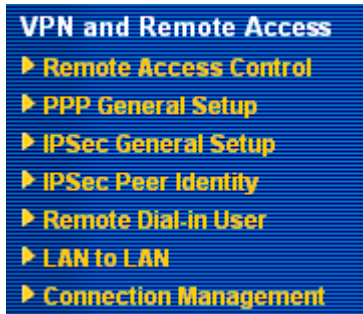 VPN and Remote Access
Remote Access Control
PPP General Setup
IPSec General Setup
IPSec Peer Identity
Remote Dial-in User
LAN to LAN
Connection Management